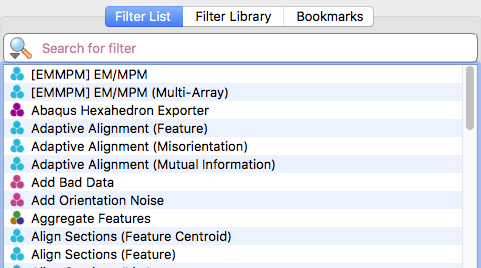 Filter List Filter Library Bookmarks
Search for filter
[EMMPM] EM/MPM
[EMMPM] EM/MPM (Multi-Array)
Abaqus Hexahedron Exporter
Adaptive Alignment (Feature)
Adaptive Alignment (Misorientation)
Adaptive Alignment (Mutual Information)
Add Bad Data
Add Orientation Noise
Aggregate Features
Align Sections (Feature Centroid)
Align Sections (Feature)